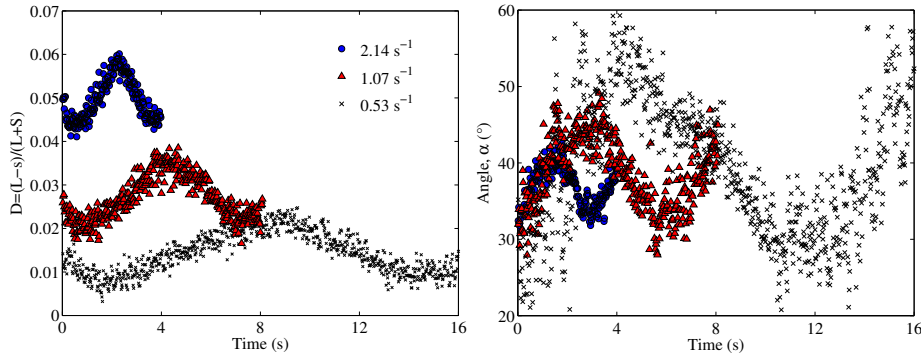 0.07
0.06
0.05
0.04
0.03
0.02
0.01
0
D=(L−s)/(L+S)
2.14 s⁻¹
1.07 s⁻¹
0.53 s⁻¹
0 4 8 12 16
Time (s)
60
50
40
30
20
Angle, α (°)
0 4 8 12 16
Time (s)